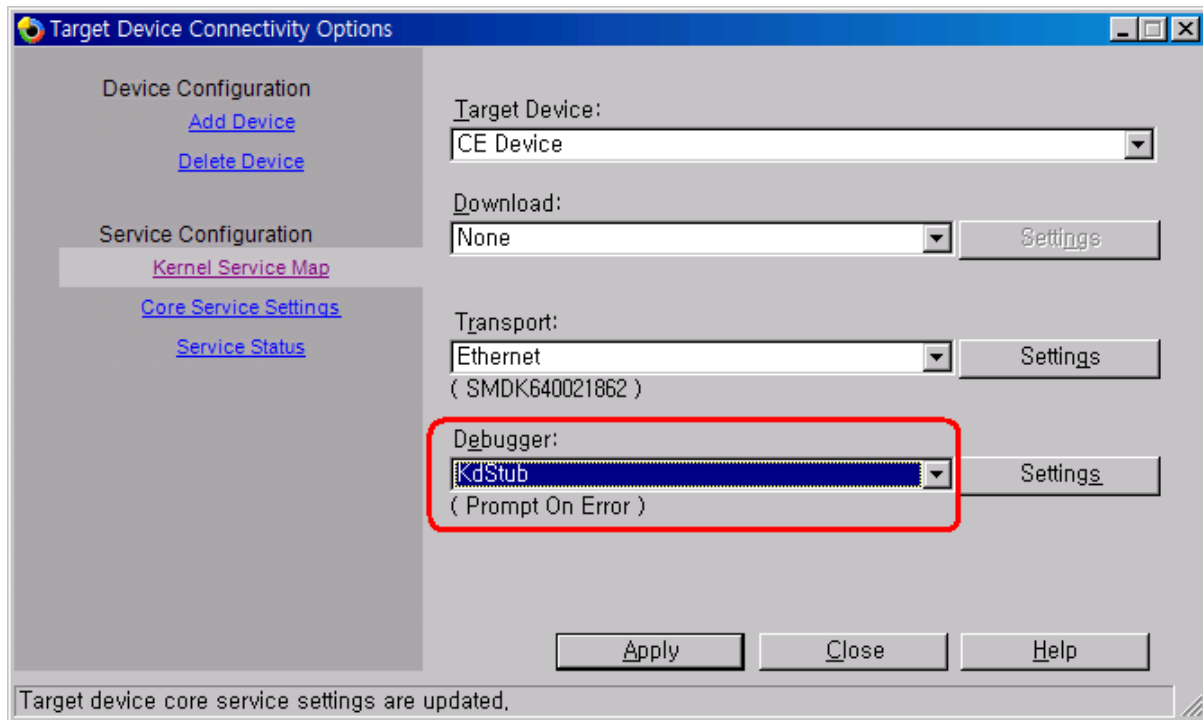 Target Device Connectivity Options
Device Configuration
Add Device
Delete Device
Service Configuration
Kernel Service Map
Core Service Settings
Service Status
Target Device:
CE Device
Download:
None
Settings
Transport:
Ethernet
Settings
( SMDK640021862 )
Debugger:
KdStub
Settings
( Prompt On Error )
Apply
Close
Help
Target device core service settings are updated,